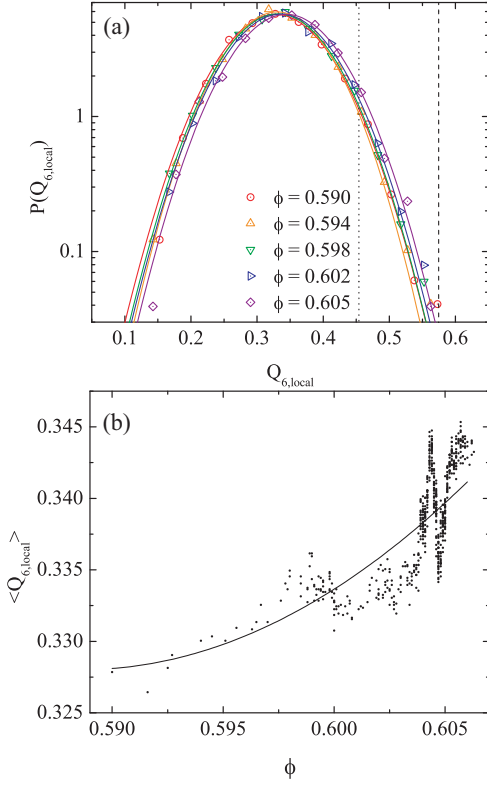 (a)
P(Q6,local)
1
0.1
ϕ = 0.590
ϕ = 0.594
ϕ = 0.598
ϕ = 0.602
ϕ = 0.605
0.1 0.2 0.3 0.4 0.5 0.6
Q6,local
(b)
<Q6,local>
0.345
0.340
0.335
0.330
0.325
0.590 0.595 0.600 0.605
ϕ